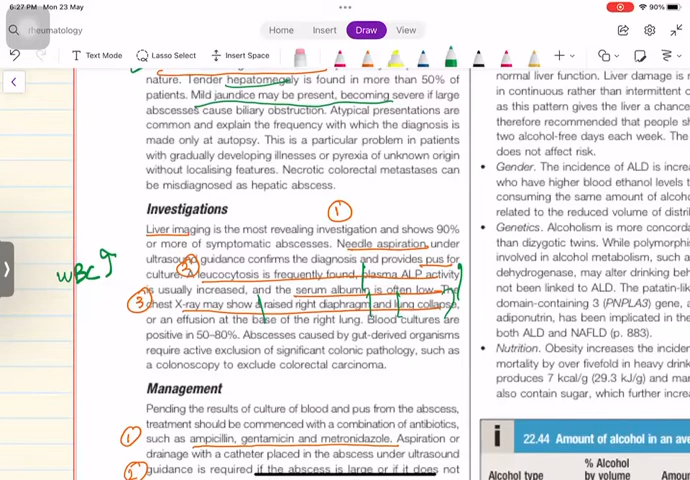 6:27 PM Mon 23 May
90%
rheumatology
Home
Insert
Draw
View
Text Mode
Lasso Select
Insert Space
nature. Tender hepatomegaly is found in more than 50% of
patients. Mild jaundice may be present, becoming severe if large
abscesses cause biliary obstruction. Atypical presentations are
common and explain the frequency with which the diagnosis is
made only at autopsy. This is a particular problem in patients
with gradually developing illnesses or pyrexia of unknown origin
without localising features. Necrotic colorectal metastases can
be misdiagnosed as hepatic abscess.
Investigations
1
Liver imaging is the most revealing investigation and shows 90%
or more of symptomatic abscesses. Needle aspiration under
ultrasound guidance confirms the diagnosis and provides pus for
culture. 2 leucocytosis is frequently found, plasma ALP activity
WBC ↑
is usually increased, and the serum albumin is often low. The
3 chest X-ray may show a raised right diaphragm and lung collapse,
or an effusion at the base of the right lung. Blood cultures are
positive in 50–80%. Abscesses caused by gut-derived organisms
require active exclusion of significant colonic pathology, such as
a colonoscopy to exclude colorectal carcinoma.
Management
Pending the results of culture of blood and pus from the abscess,
treatment should be commenced with a combination of antibiotics,
1 such as ampicillin, gentamicin and metronidazole. Aspiration or
drainage with a catheter placed in the abscess under ultrasound
2 guidance is required if the abscess is large or if it does not
normal liver function. Liver damage is m
in continuous rather than intermittent o
as this pattern gives the liver a chance
therefore recommended that people sh
two alcohol-free days each week. The
does not affect risk.
• Gender. The incidence of ALD is increa
who have higher blood ethanol levels t
consuming the same amount of alcoho
related to the reduced volume of distri
• Genetics. Alcoholism is more concorda
than dizygotic twins. While polymorphi
involved in alcohol metabolism, such as
dehydrogenase, may alter drinking beh
not been linked to ALD. The patatin-like
domain-containing 3 (PNPLA3) gene, a
adiponutrin, has been implicated in the
both ALD and NAFLD (p. 883).
• Nutrition. Obesity increases the inciden
mortality by over fivefold in heavy drink
produces 7 kcal/g (29.3 kJ/g) and mar
also contain sugar, which further increa
i 22.44 Amount of alcohol in an ave
Alcohol type
% Alcohol
by volume
Amour